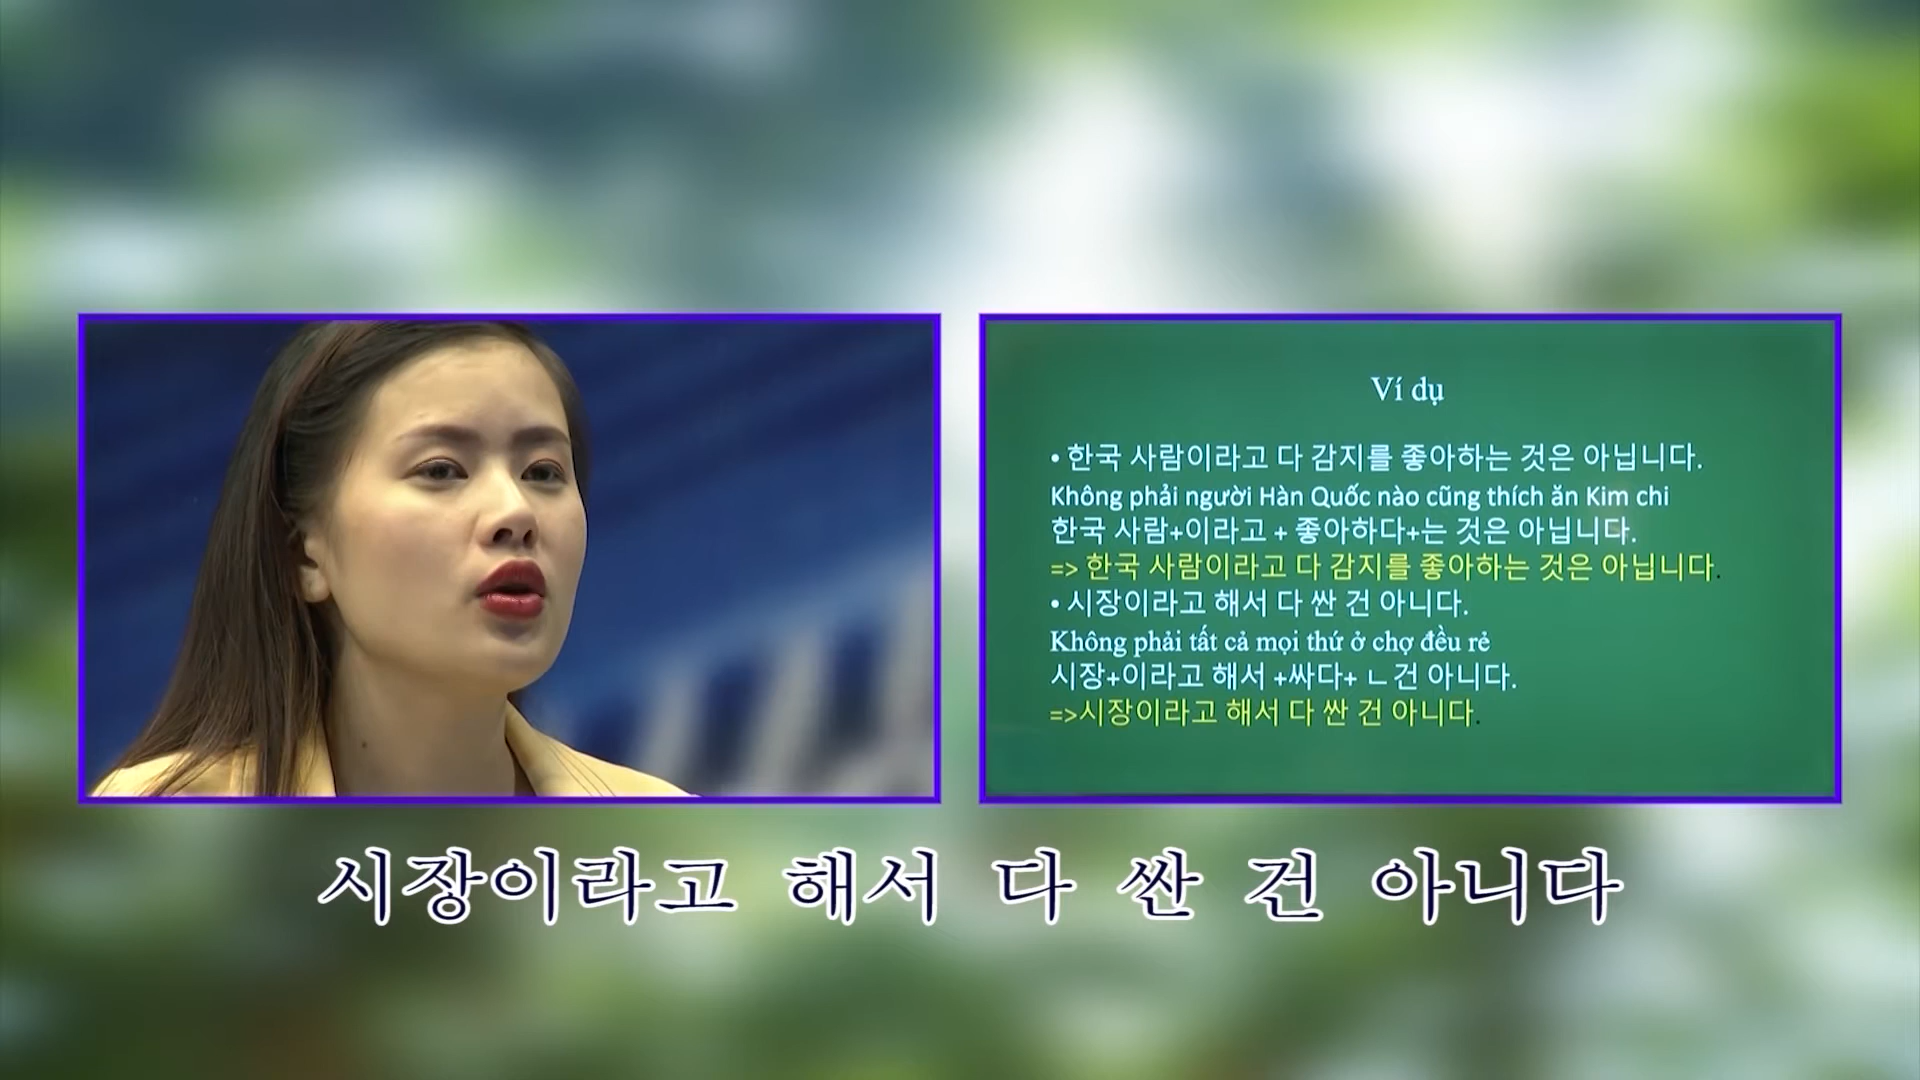 Ví dụ
• 한국 사람이라고 다 감지를 좋아하는 것은 아닙니다.
Không phải người Hàn Quốc nào cũng thích ăn Kim chi
한국 사람+이라고 + 좋아하다+는 것은 아닙니다.
=> 한국 사람이라고 다 감지를 좋아하는 것은 아닙니다.
• 시장이라고 해서 다 싼 건 아니다.
Không phải tất cả mọi thứ ở chợ đều rẻ
시장+이라고 해서 +싸다+ ㄴ건 아니다.
=>시장이라고 해서 다 싼 건 아니다.
시장이라고 해서 다 싼 건 아니다